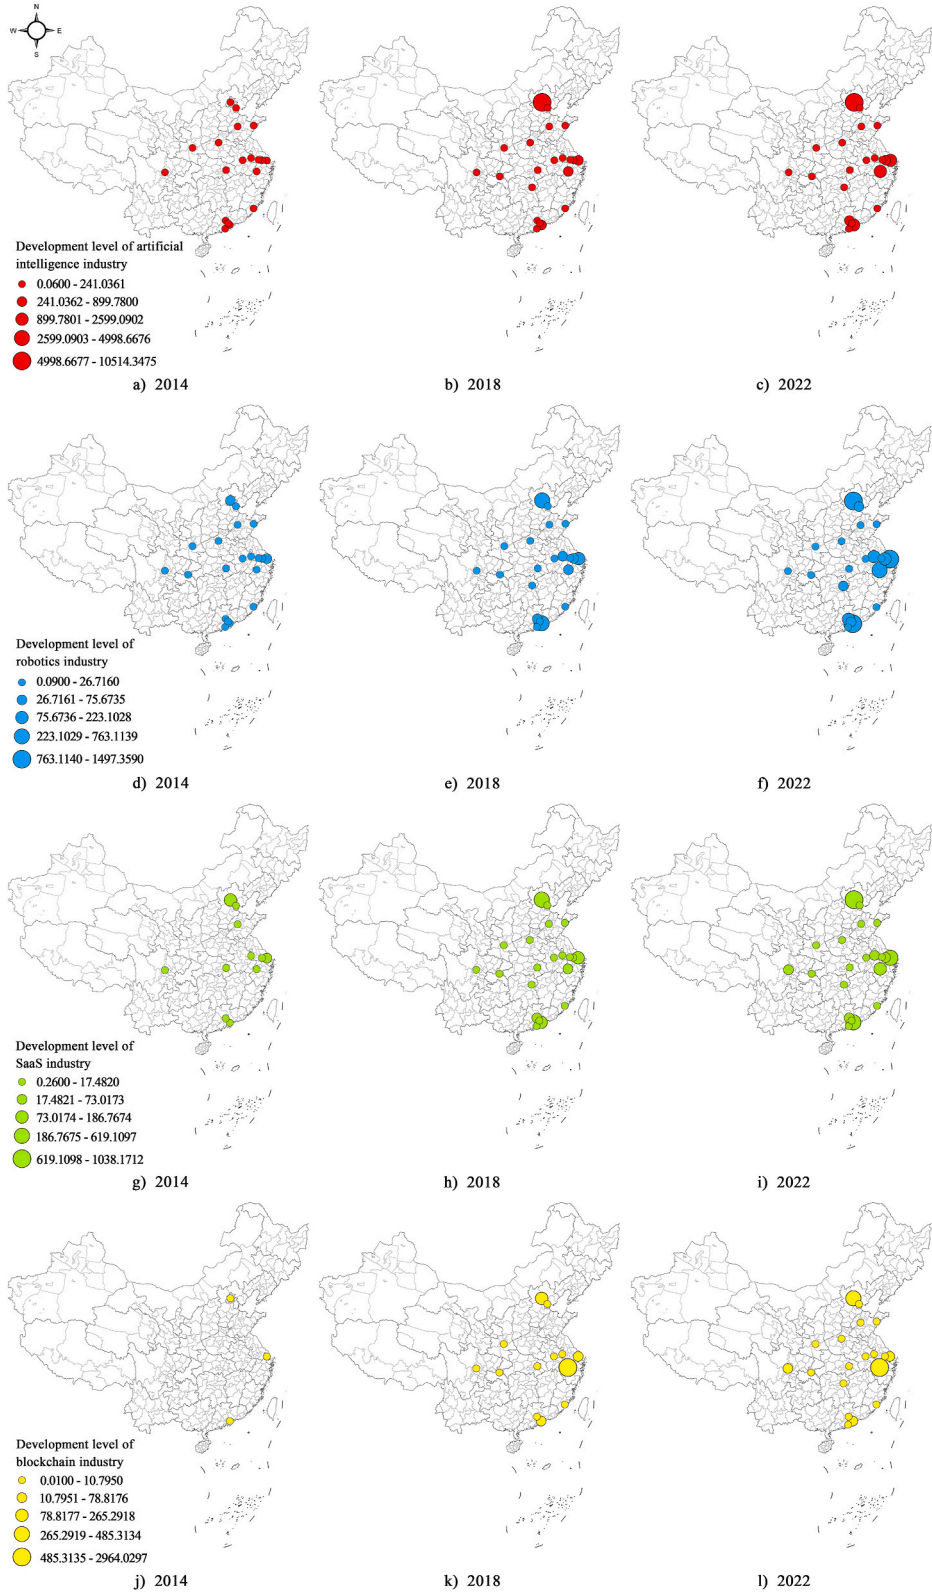 N
W E
S
Development level of artificial
intelligence industry
0.0600 - 241.0361
241.0362 - 899.7800
899.7801 - 2599.0902
2599.0903 - 4998.6676
4998.6677 - 10514.3475
a) 2014
b) 2018
c) 2022
Development level of
robotics industry
0.0900 - 26.7160
26.7161 - 75.6735
75.6736 - 223.1028
223.1029 - 763.1139
763.1140 - 1497.3590
d) 2014
e) 2018
f) 2022
Development level of
SaaS industry
0.2600 - 17.4820
17.4821 - 73.0173
73.0174 - 186.7674
186.7675 - 619.1097
619.1098 - 1038.1712
g) 2014
h) 2018
i) 2022
Development level of
blockchain industry
0.0100 - 10.7950
10.7951 - 78.8176
78.8177 - 265.2918
265.2919 - 485.3134
485.3135 - 2964.0297
j) 2014
k) 2018
l) 2022